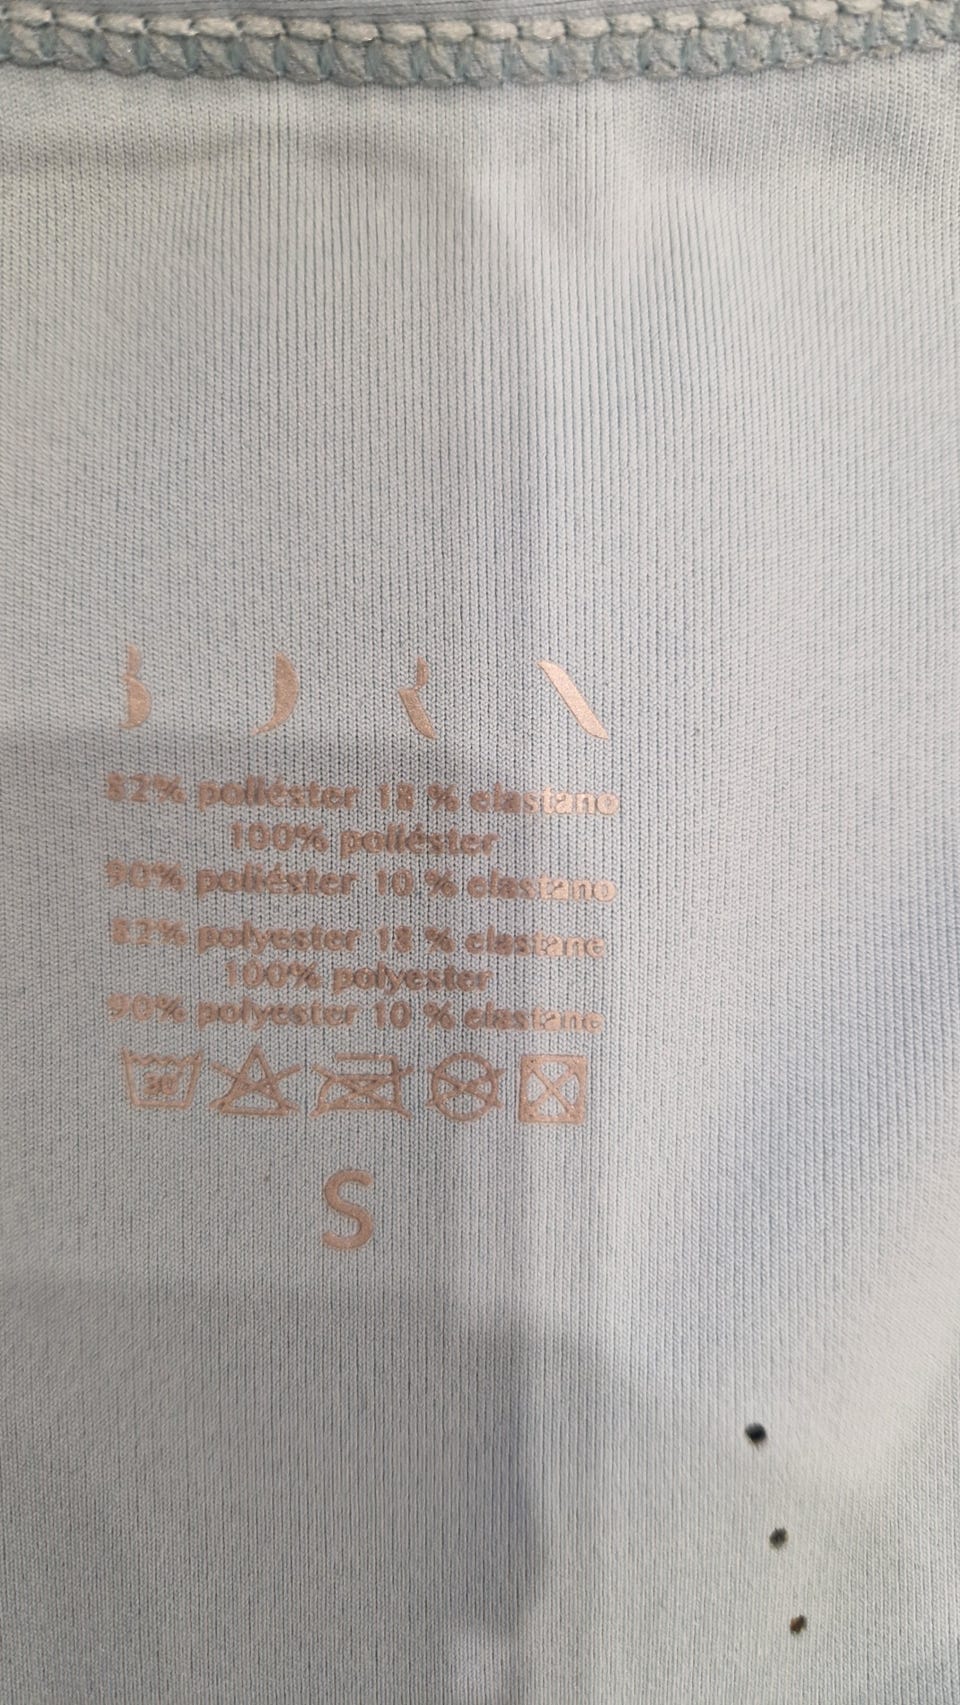 BORN
82% poliéster 18 % elastano
100% poliéster
90% poliéster 10 % elastano
82% polyester 18 % elastane
100% polyester
90% polyester 10 % elastane
30°
S